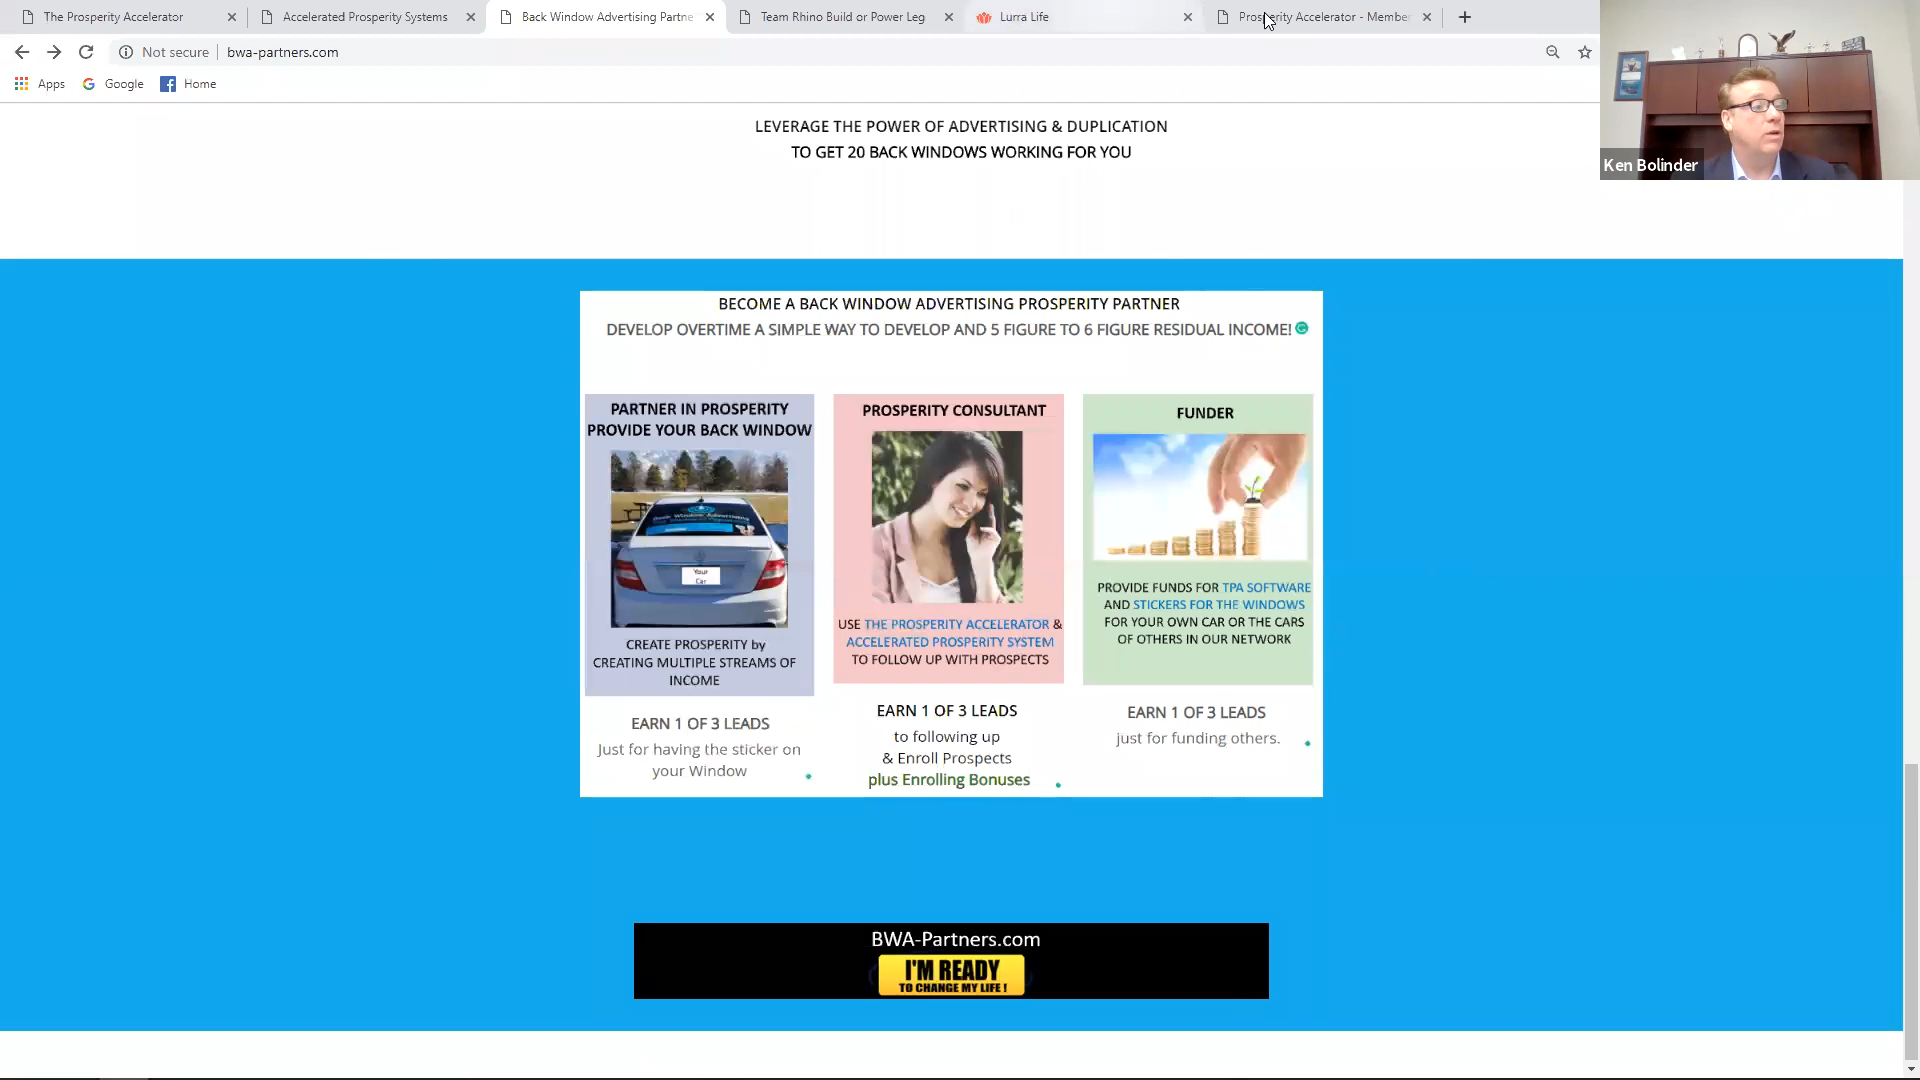 The Prosperity Accelerator
Accelerated Prosperity Systems
Back Window Advertising Partne
Team Rhino Build or Power Leg
Lurra Life
Prosperity Accelerator - Member
Not secure
bwa-partners.com
Apps
Google
Home
Ken Bolinder
LEVERAGE THE POWER OF ADVERTISING & DUPLICATION
TO GET 20 BACK WINDOWS WORKING FOR YOU
BECOME A BACK WINDOW ADVERTISING PROSPERITY PARTNER
DEVELOP OVERTIME A SIMPLE WAY TO DEVELOP AND 5 FIGURE TO 6 FIGURE RESIDUAL INCOME!
PARTNER IN PROSPERITY
PROVIDE YOUR BACK WINDOW
Back Window Advertising
Your
Car
CREATE PROSPERITY by
CREATING MULTIPLE STREAMS OF
INCOME
EARN 1 OF 3 LEADS
Just for having the sticker on
your Window
PROSPERITY CONSULTANT
USE THE PROSPERITY ACCELERATOR &
ACCELERATED PROSPERITY SYSTEM
TO FOLLOW UP WITH PROSPECTS
EARN 1 OF 3 LEADS
to following up
& Enroll Prospects
plus Enrolling Bonuses
FUNDER
PROVIDE FUNDS FOR TPA SOFTWARE
AND STICKERS FOR THE WINDOWS
FOR YOUR OWN CAR OR THE CARS
OF OTHERS IN OUR NETWORK
EARN 1 OF 3 LEADS
just for funding others.
BWA-Partners.com
I'M READY
TO CHANGE MY LIFE !